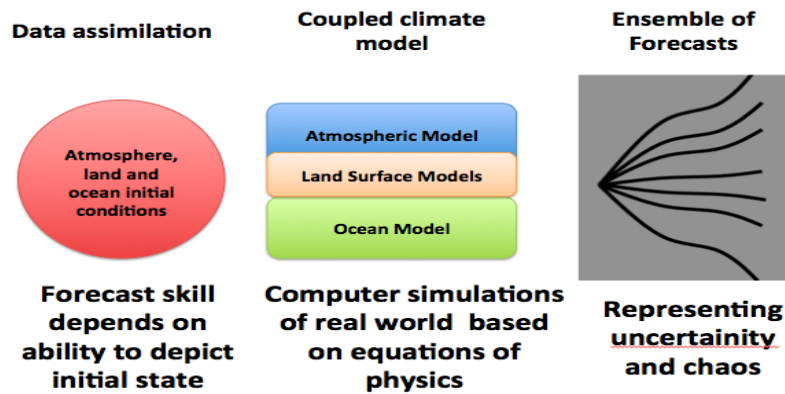 Data assimilation
Coupled climate
model
Ensemble of
Forecasts
Atmosphere,
land and
ocean initial
conditions
Atmospheric Model
Land Surface Models
Ocean Model
Forecast skill
depends on
ability to depict
initial state
Computer simulations
of real world based
on equations of
physics
Representing
uncertainity
and chaos